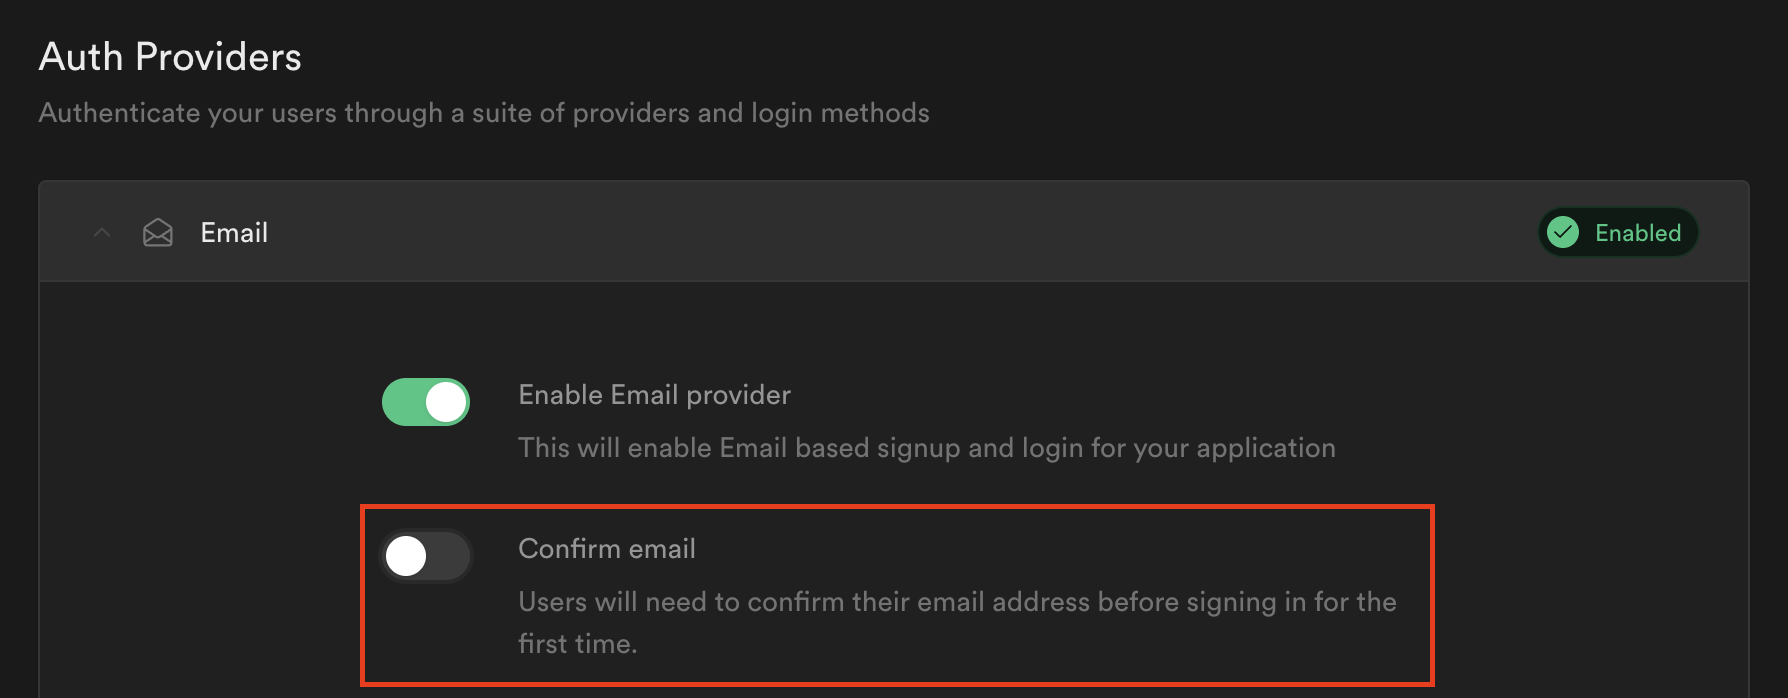 Auth Providers
Authenticate your users through a suite of providers and login methods
Email
Enabled
Enable Email provider
This will enable Email based signup and login for your application
Confirm email
Users will need to confirm their email address before signing in for the
first time.